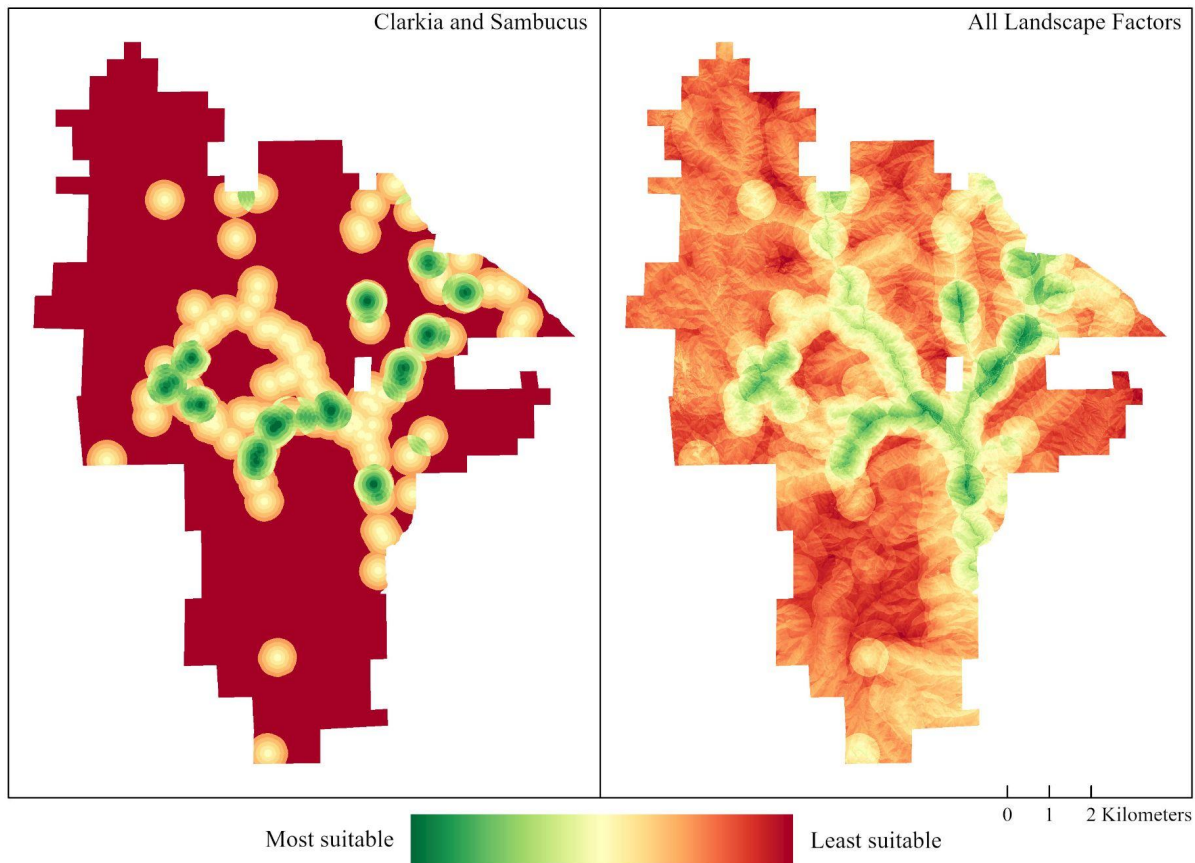 Clarkia and Sambucus
All Landscape Factors
0 1 2 Kilometers
Most suitable
Least suitable